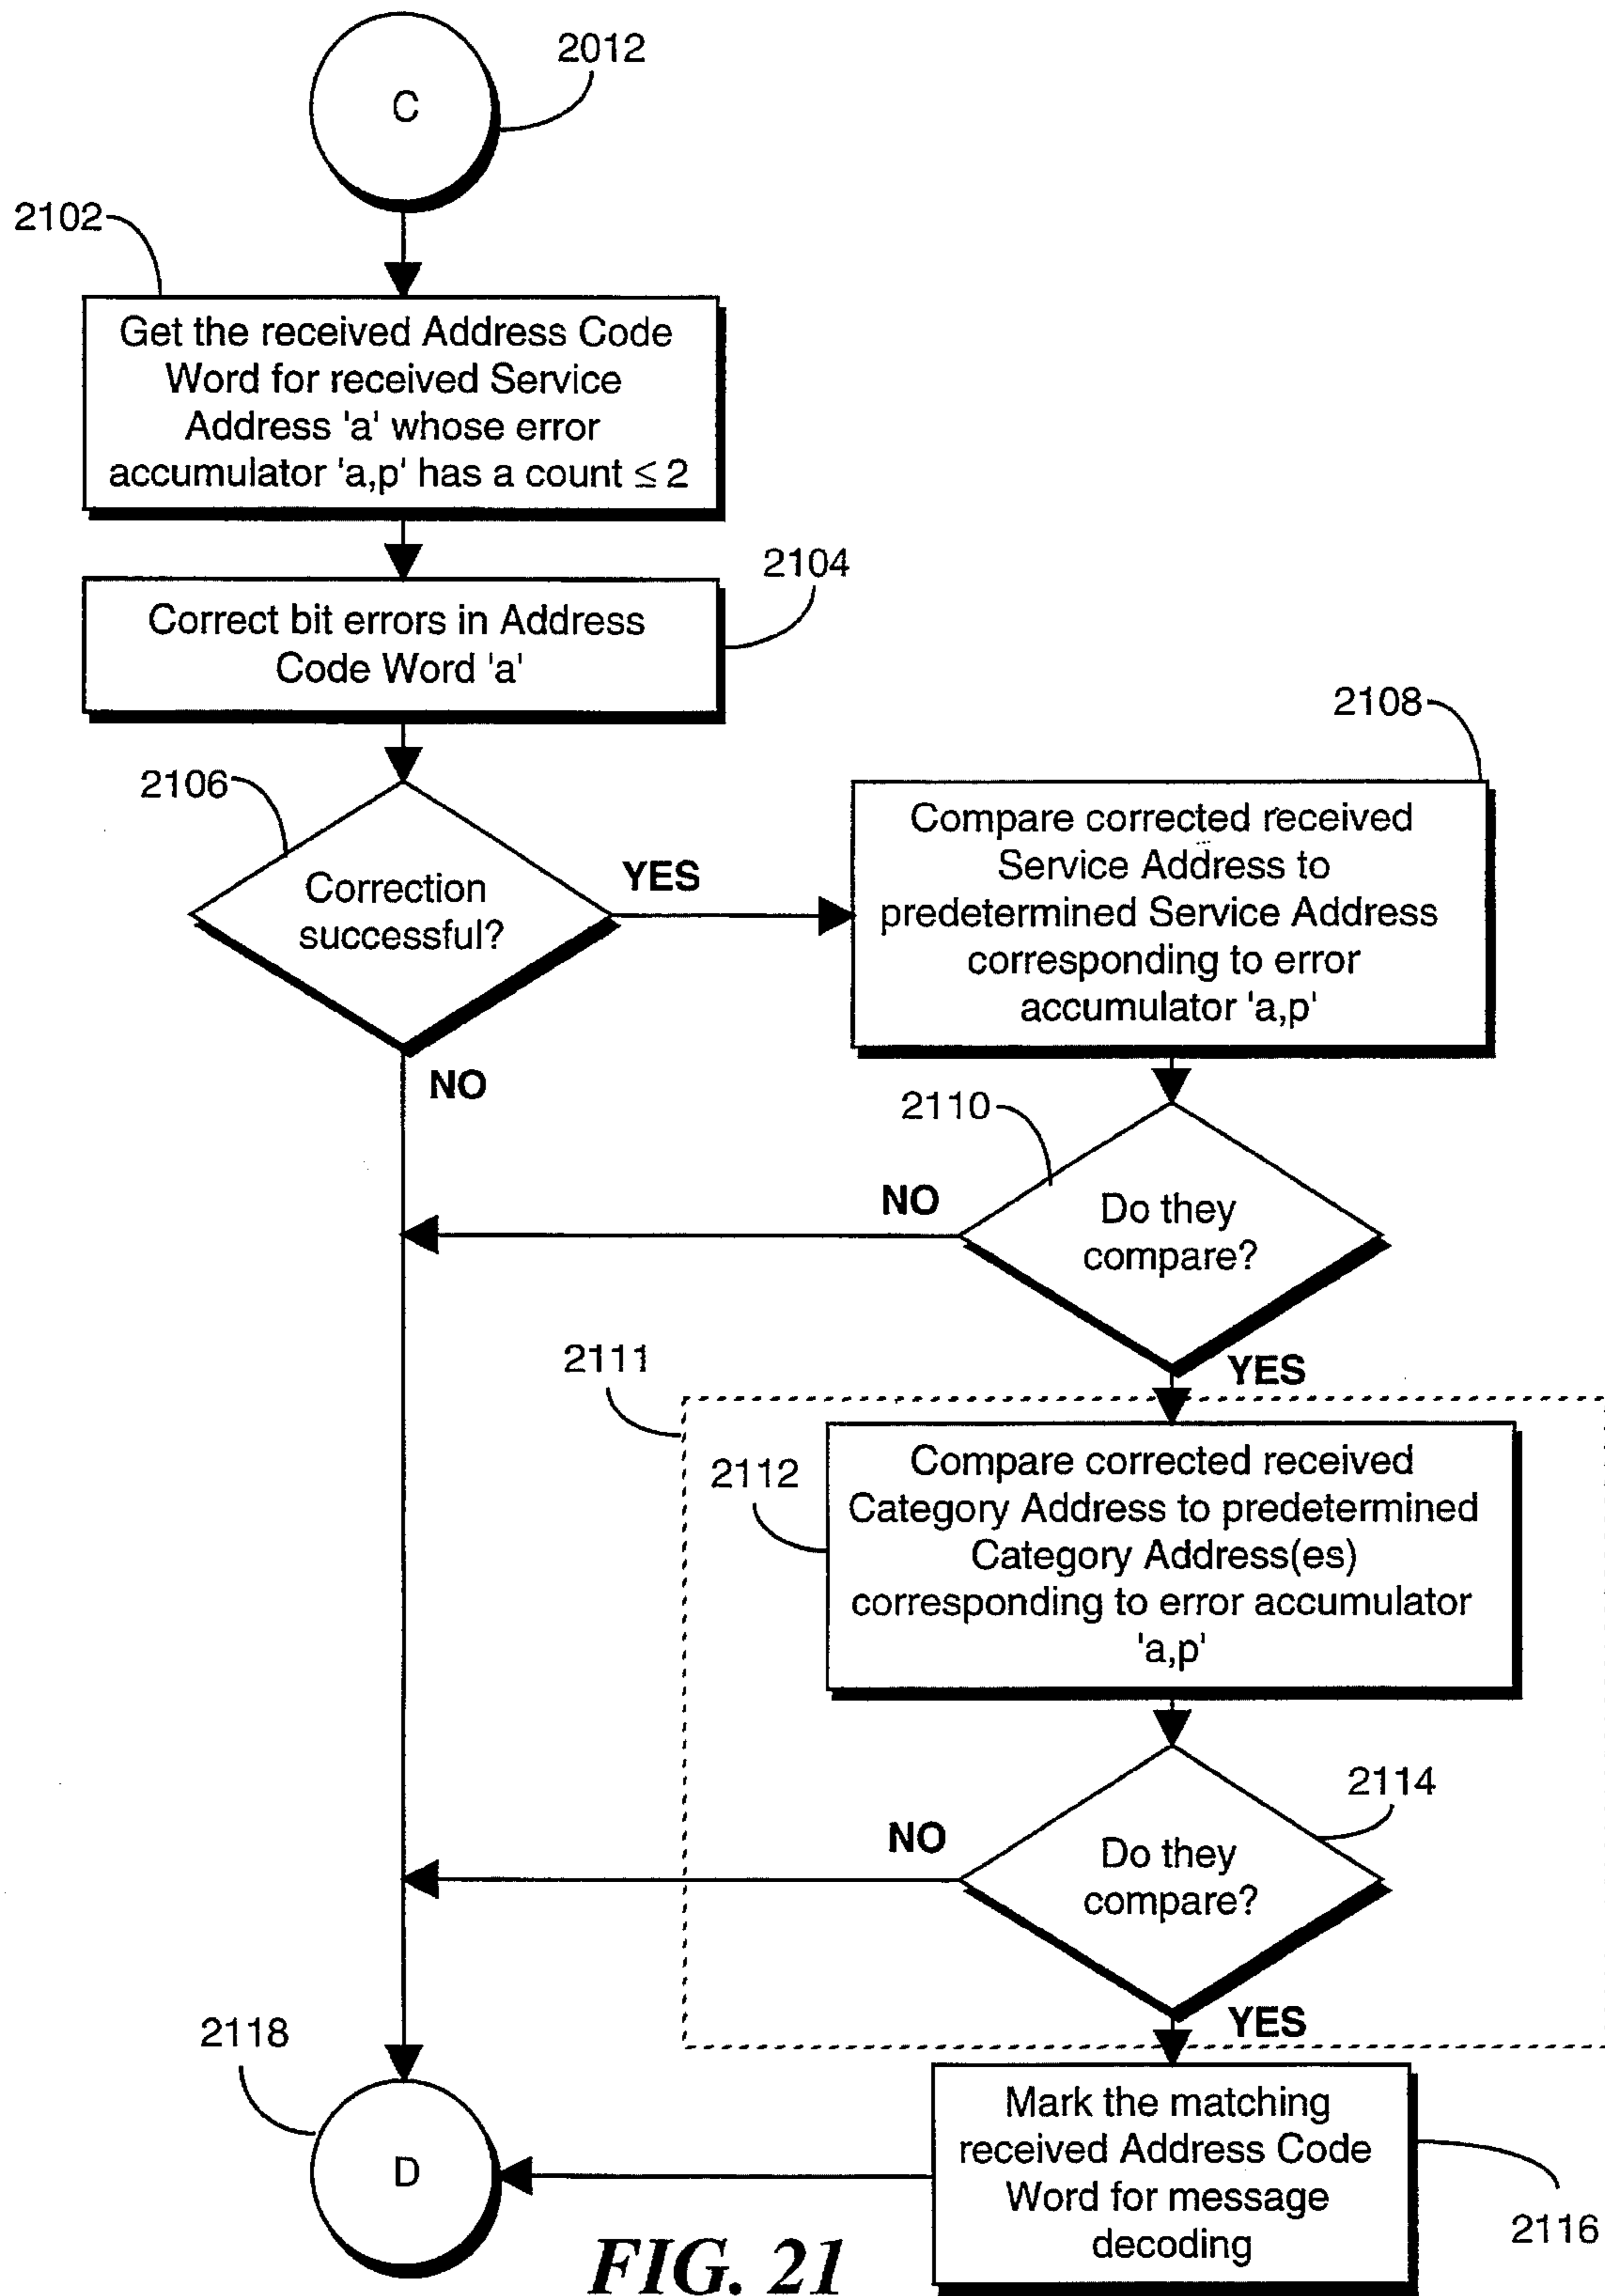 C
2012
2102
Get the received Address Code
Word for received Service
Address 'a' whose error
accumulator 'a,p' has a count ≤ 2
2104
Correct bit errors in Address
Code Word 'a'
2106
Correction
successful?
YES
NO
2108
Compare corrected received
Service Address to
predetermined Service Address
corresponding to error
accumulator 'a,p'
2110
Do they
compare?
NO
YES
2111
2112
Compare corrected received
Category Address to predetermined
Category Address(es)
corresponding to error accumulator
'a,p'
2114
Do they
compare?
NO
YES
2116
Mark the matching
received Address Code
Word for message
decoding
2118
D
FIG. 21